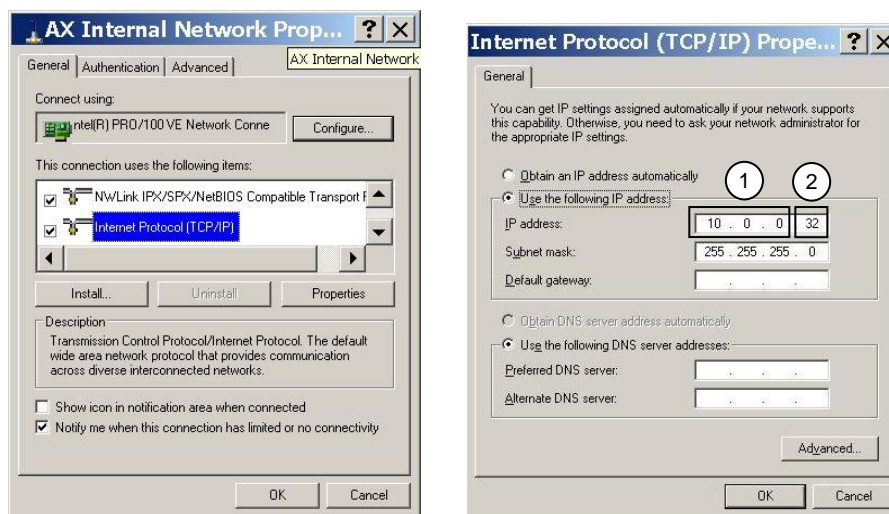 AX Internal Network Prop... ? X
AX Internal Network
General Authentication Advanced
Connect using:
ntel(R) PRO/100 VE Network Conne
Configure...
This connection uses the following items:
NWLink IPX/SPX/NetBIOS Compatible Transport
Internet Protocol (TCP/IP)
Install... Uninstall Properties
Description
Transmission Control Protocol/Internet Protocol. The default
wide area network protocol that provides communication
across diverse interconnected networks.
Show icon in notification area when connected
Notify me when this connection has limited or no connectivity
OK Cancel
Internet Protocol (TCP/IP) Prope... ? X
General
You can get IP settings assigned automatically if your network supports
this capability. Otherwise, you need to ask your network administrator for
the appropriate IP settings.
Obtain an IP address automatically
1 2
Use the following IP address:
IP address: 10 . 0 . 0 . 32
Subnet mask: 255 . 255 . 255 . 0
Default gateway: . . .
Obtain DNS server address automatically
Use the following DNS server addresses:
Preferred DNS server: . . .
Alternate DNS server: . . .
Advanced...
OK Cancel